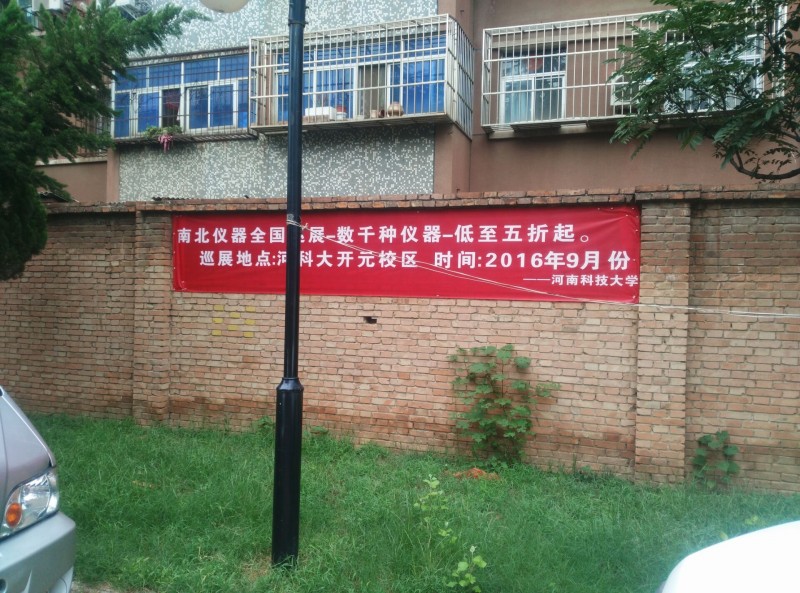 南北仪器全国巡展-数千种仪器-低至五折起。
巡展地点:河科大开元校区 时间:2016年9月份
——河南科技大学